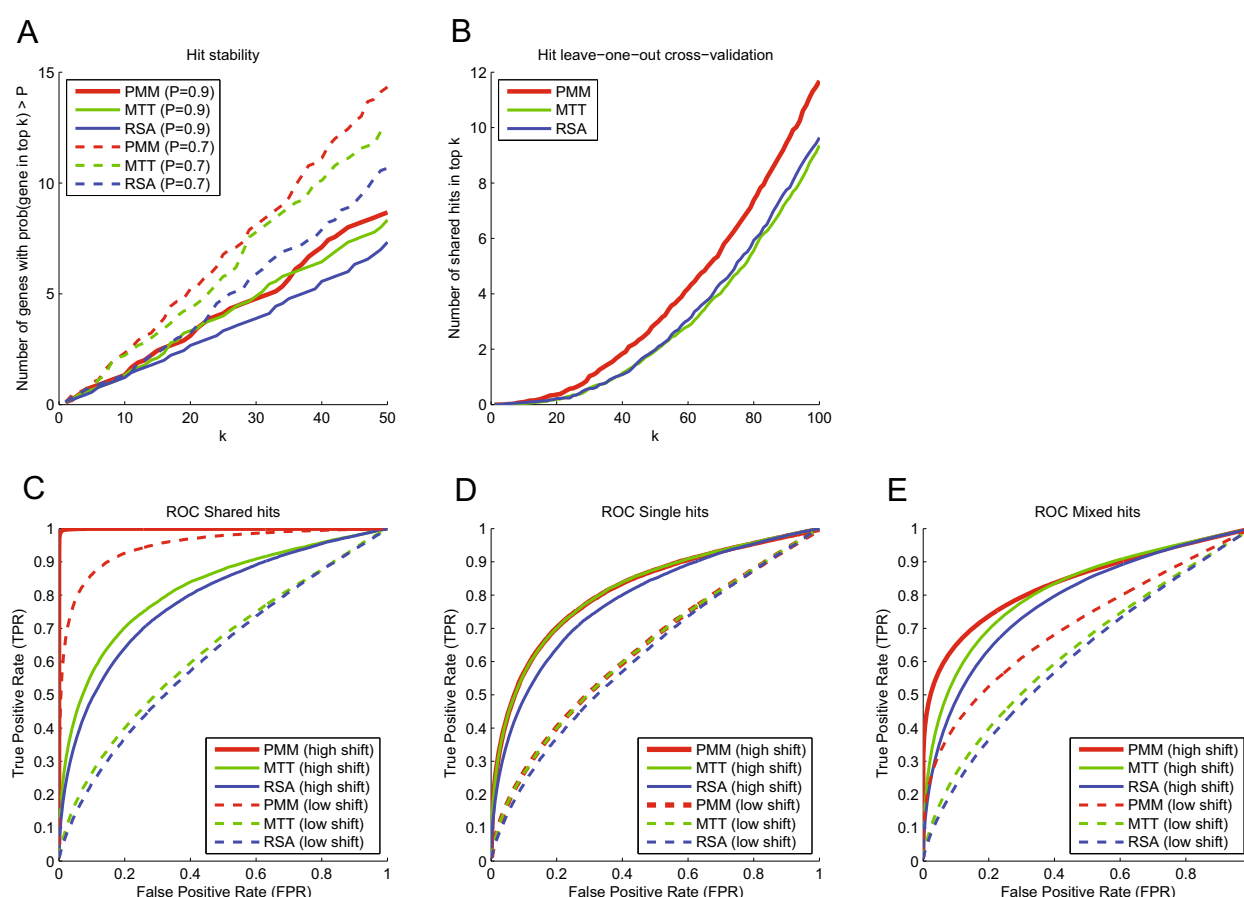 A
Hit stability
Number of genes with prob(gene in top k) > P
15
10
5
0
PMM (P=0.9)
MTT (P=0.9)
RSA (P=0.9)
PMM (P=0.7)
MTT (P=0.7)
RSA (P=0.7)
0 10 20 30 40 50
k
B
Hit leave−one−out cross−validation
Number of shared hits in top k
12
10
8
6
4
2
0
PMM
MTT
RSA
0 20 40 60 80 100
k
C
ROC Shared hits
True Positive Rate (TPR)
1
0.9
0.8
0.7
0.6
0.5
0.4
0.3
0.2
0.1
0
PMM (high shift)
MTT (high shift)
RSA (high shift)
PMM (low shift)
MTT (low shift)
RSA (low shift)
0 0.2 0.4 0.6 0.8 1
False Positive Rate (FPR)
D
ROC Single hits
True Positive Rate (TPR)
1
0.9
0.8
0.7
0.6
0.5
0.4
0.3
0.2
0.1
0
PMM (high shift)
MTT (high shift)
RSA (high shift)
PMM (low shift)
MTT (low shift)
RSA (low shift)
0 0.2 0.4 0.6 0.8 1
False Positive Rate (FPR)
E
ROC Mixed hits
True Positive Rate (TPR)
1
0.9
0.8
0.7
0.6
0.5
0.4
0.3
0.2
0.1
0
PMM (high shift)
MTT (high shift)
RSA (high shift)
PMM (low shift)
MTT (low shift)
RSA (low shift)
0 0.2 0.4 0.6 0.8
False Positive Rate (FPR)